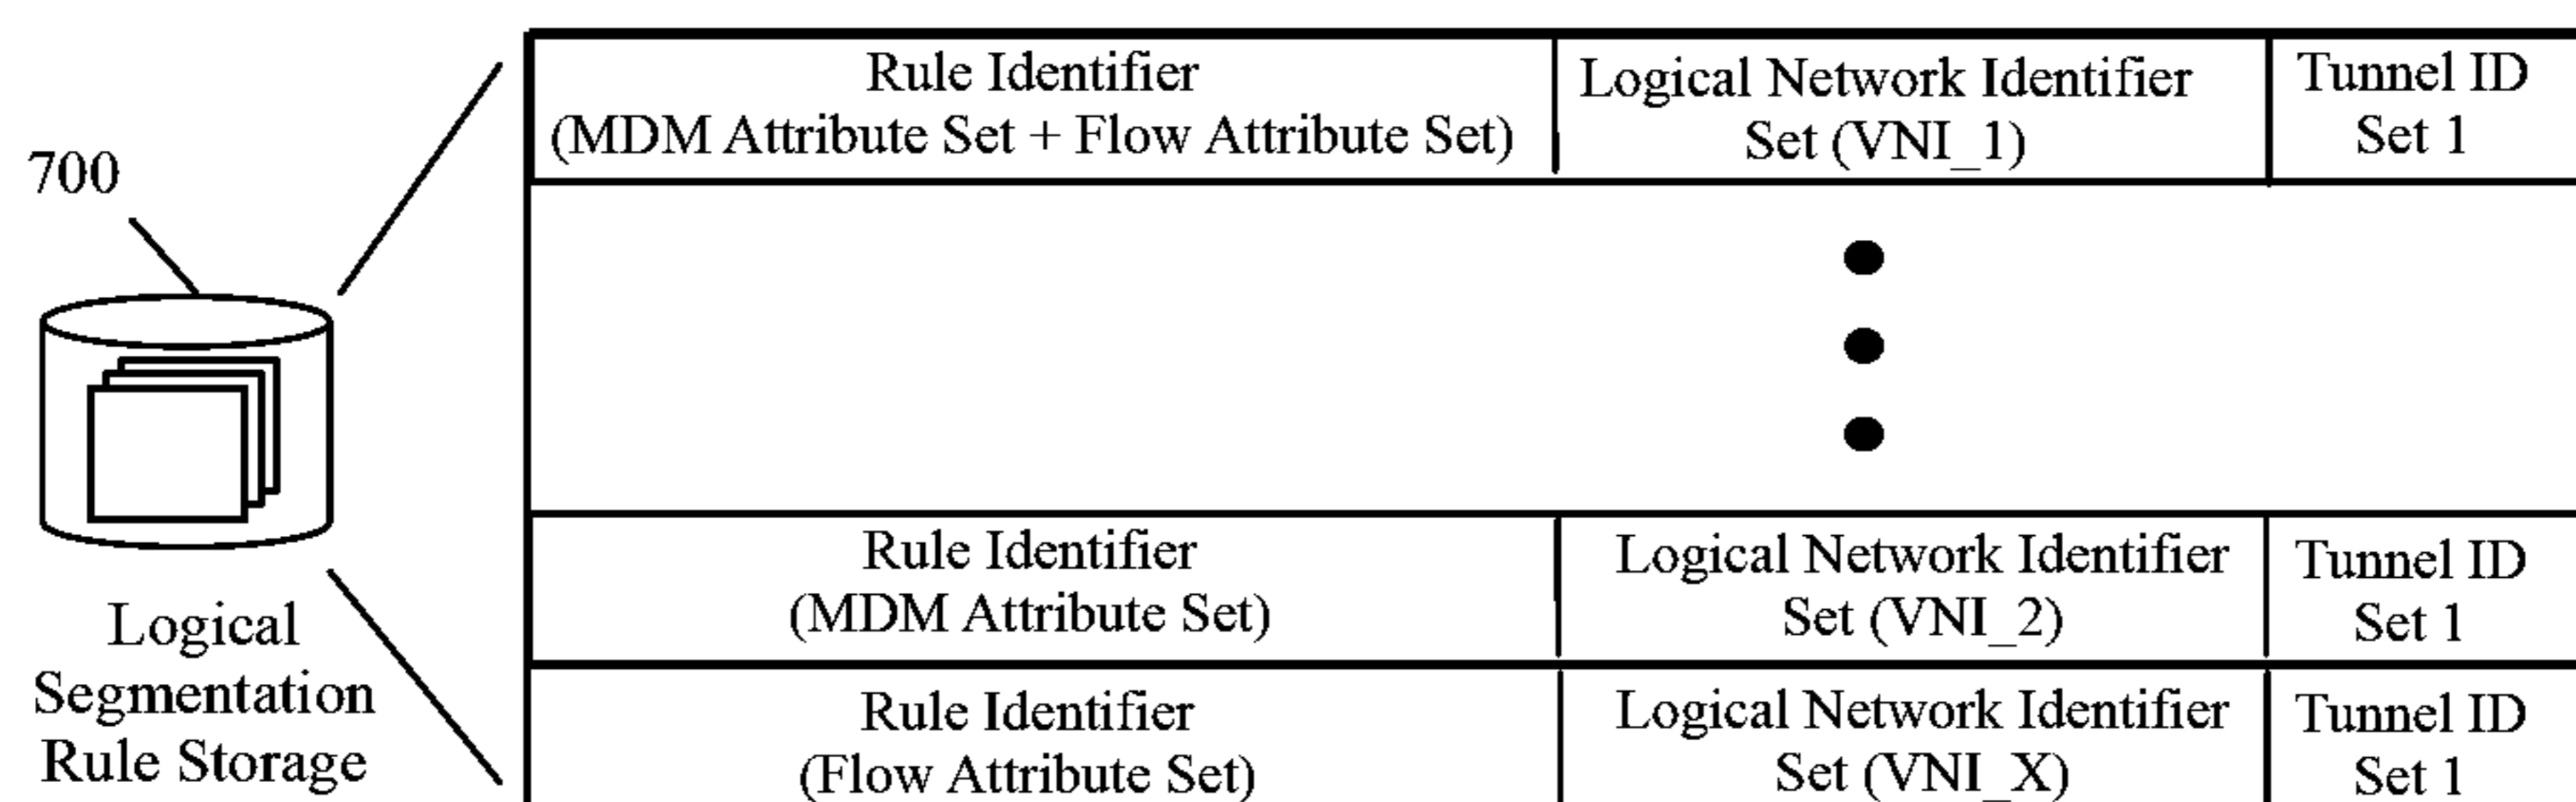 700
Logical
Segmentation
Rule Storage
Rule Identifier
(MDM Attribute Set + Flow Attribute Set)
Logical Network Identifier
Set (VNI_1)
Tunnel ID
Set 1
Rule Identifier
(MDM Attribute Set)
Logical Network Identifier
Set (VNI_2)
Tunnel ID
Set 1
Rule Identifier
(Flow Attribute Set)
Logical Network Identifier
Set (VNI_X)
Tunnel ID
Set 1